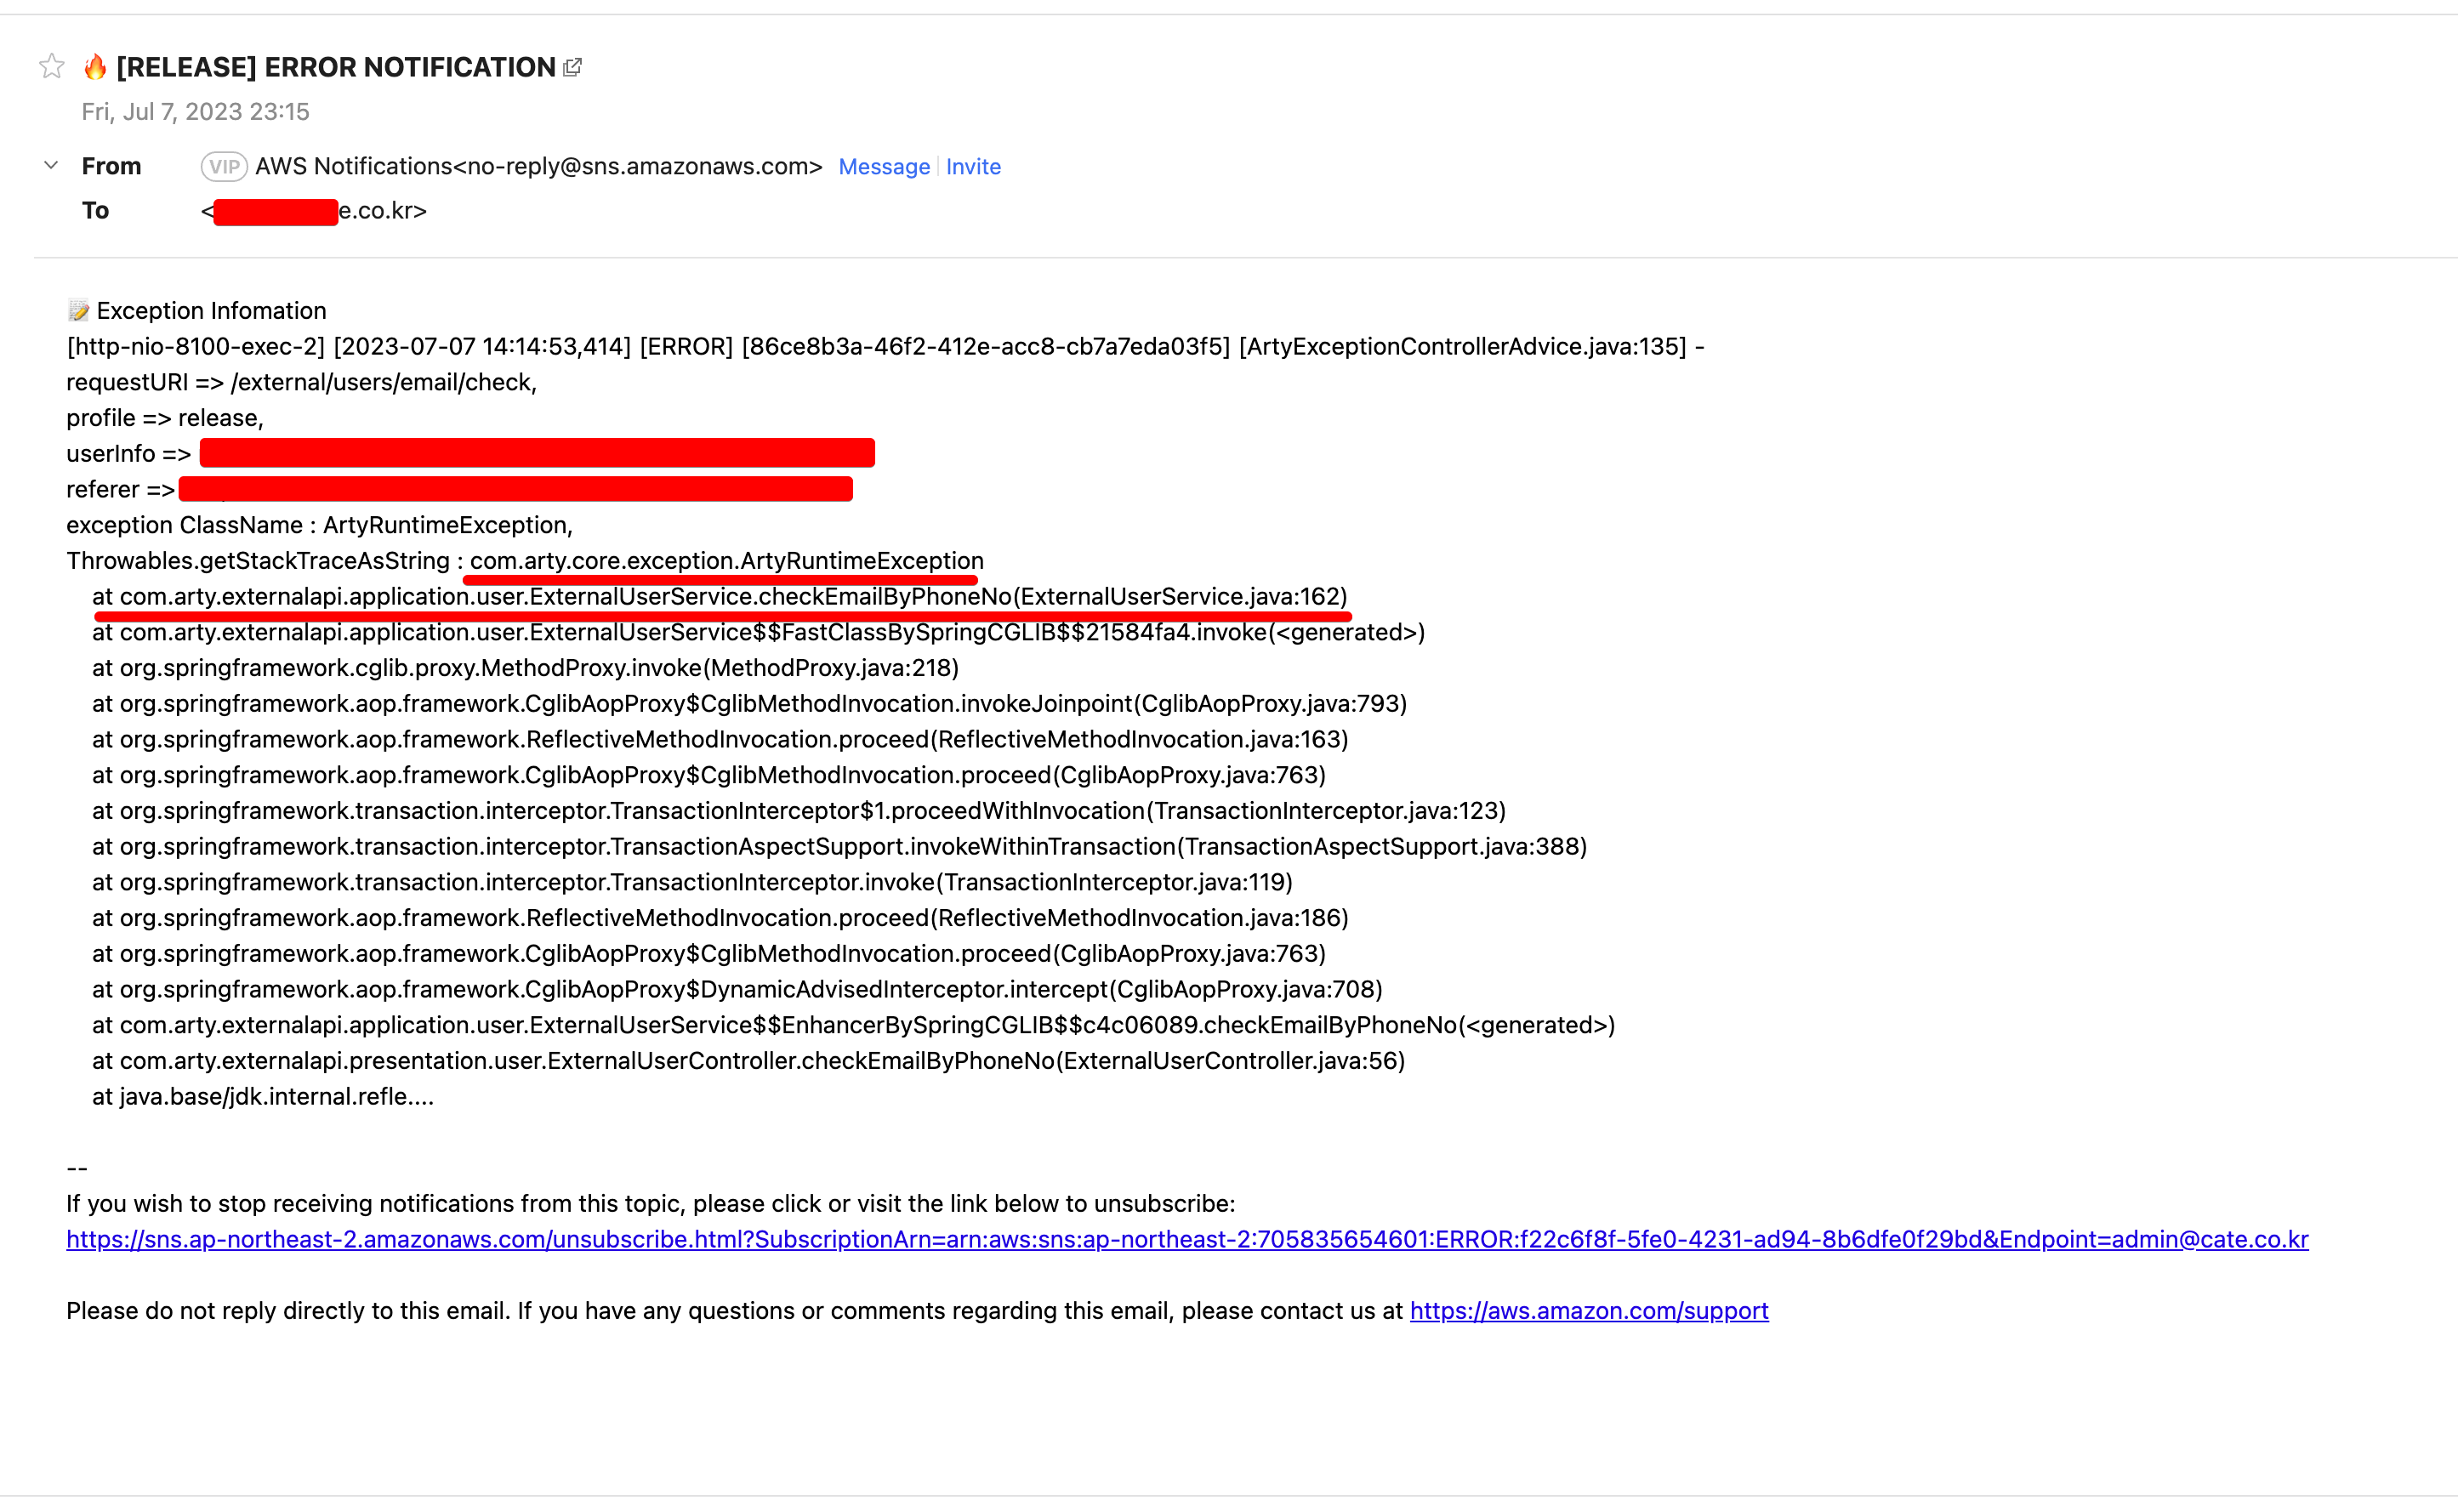 🔥 [RELEASE] ERROR NOTIFICATION
Fri, Jul 7, 2023 23:15
From VIP AWS Notifications<no-reply@sns.amazonaws.com> Message Invite
To <e.co.kr>
📝 Exception Infomation
[http-nio-8100-exec-2] [2023-07-07 14:14:53,414] [ERROR] [86ce8b3a-46f2-412e-acc8-cb7a7eda03f5] [ArtyExceptionControllerAdvice.java:135] -
requestURI => /external/users/email/check,
profile => release,
userInfo =>
referer =>
exception ClassName : ArtyRuntimeException,
Throwables.getStackTraceAsString : com.arty.core.exception.ArtyRuntimeException
at com.arty.externalapi.application.user.ExternalUserService.checkEmailByPhoneNo(ExternalUserService.java:162)
at com.arty.externalapi.application.user.ExternalUserService$$FastClassBySpringCGLIB$$21584fa4.invoke(<generated>)
at org.springframework.cglib.proxy.MethodProxy.invoke(MethodProxy.java:218)
at org.springframework.aop.framework.CglibAopProxy$CglibMethodInvocation.invokeJoinpoint(CglibAopProxy.java:793)
at org.springframework.aop.framework.ReflectiveMethodInvocation.proceed(ReflectiveMethodInvocation.java:163)
at org.springframework.aop.framework.CglibAopProxy$CglibMethodInvocation.proceed(CglibAopProxy.java:763)
at org.springframework.transaction.interceptor.TransactionInterceptor$1.proceedWithInvocation(TransactionInterceptor.java:123)
at org.springframework.transaction.interceptor.TransactionAspectSupport.invokeWithinTransaction(TransactionAspectSupport.java:388)
at org.springframework.transaction.interceptor.TransactionInterceptor.invoke(TransactionInterceptor.java:119)
at org.springframework.aop.framework.ReflectiveMethodInvocation.proceed(ReflectiveMethodInvocation.java:186)
at org.springframework.aop.framework.CglibAopProxy$CglibMethodInvocation.proceed(CglibAopProxy.java:763)
at org.springframework.aop.framework.CglibAopProxy$DynamicAdvisedInterceptor.intercept(CglibAopProxy.java:708)
at com.arty.externalapi.application.user.ExternalUserService$$EnhancerBySpringCGLIB$$c4c06089.checkEmailByPhoneNo(<generated>)
at com.arty.externalapi.presentation.user.ExternalUserController.checkEmailByPhoneNo(ExternalUserController.java:56)
at java.base/jdk.internal.refle....
--
If you wish to stop receiving notifications from this topic, please click or visit the link below to unsubscribe:
https://sns.ap-northeast-2.amazonaws.com/unsubscribe.html?SubscriptionArn=arn:aws:sns:ap-northeast-2:705835654601:ERROR:f22c6f8f-5fe0-4231-ad94-8b6dfe0f29bd&Endpoint=admin@cate.co.kr
Please do not reply directly to this email. If you have any questions or comments regarding this email, please contact us at https://aws.amazon.com/support